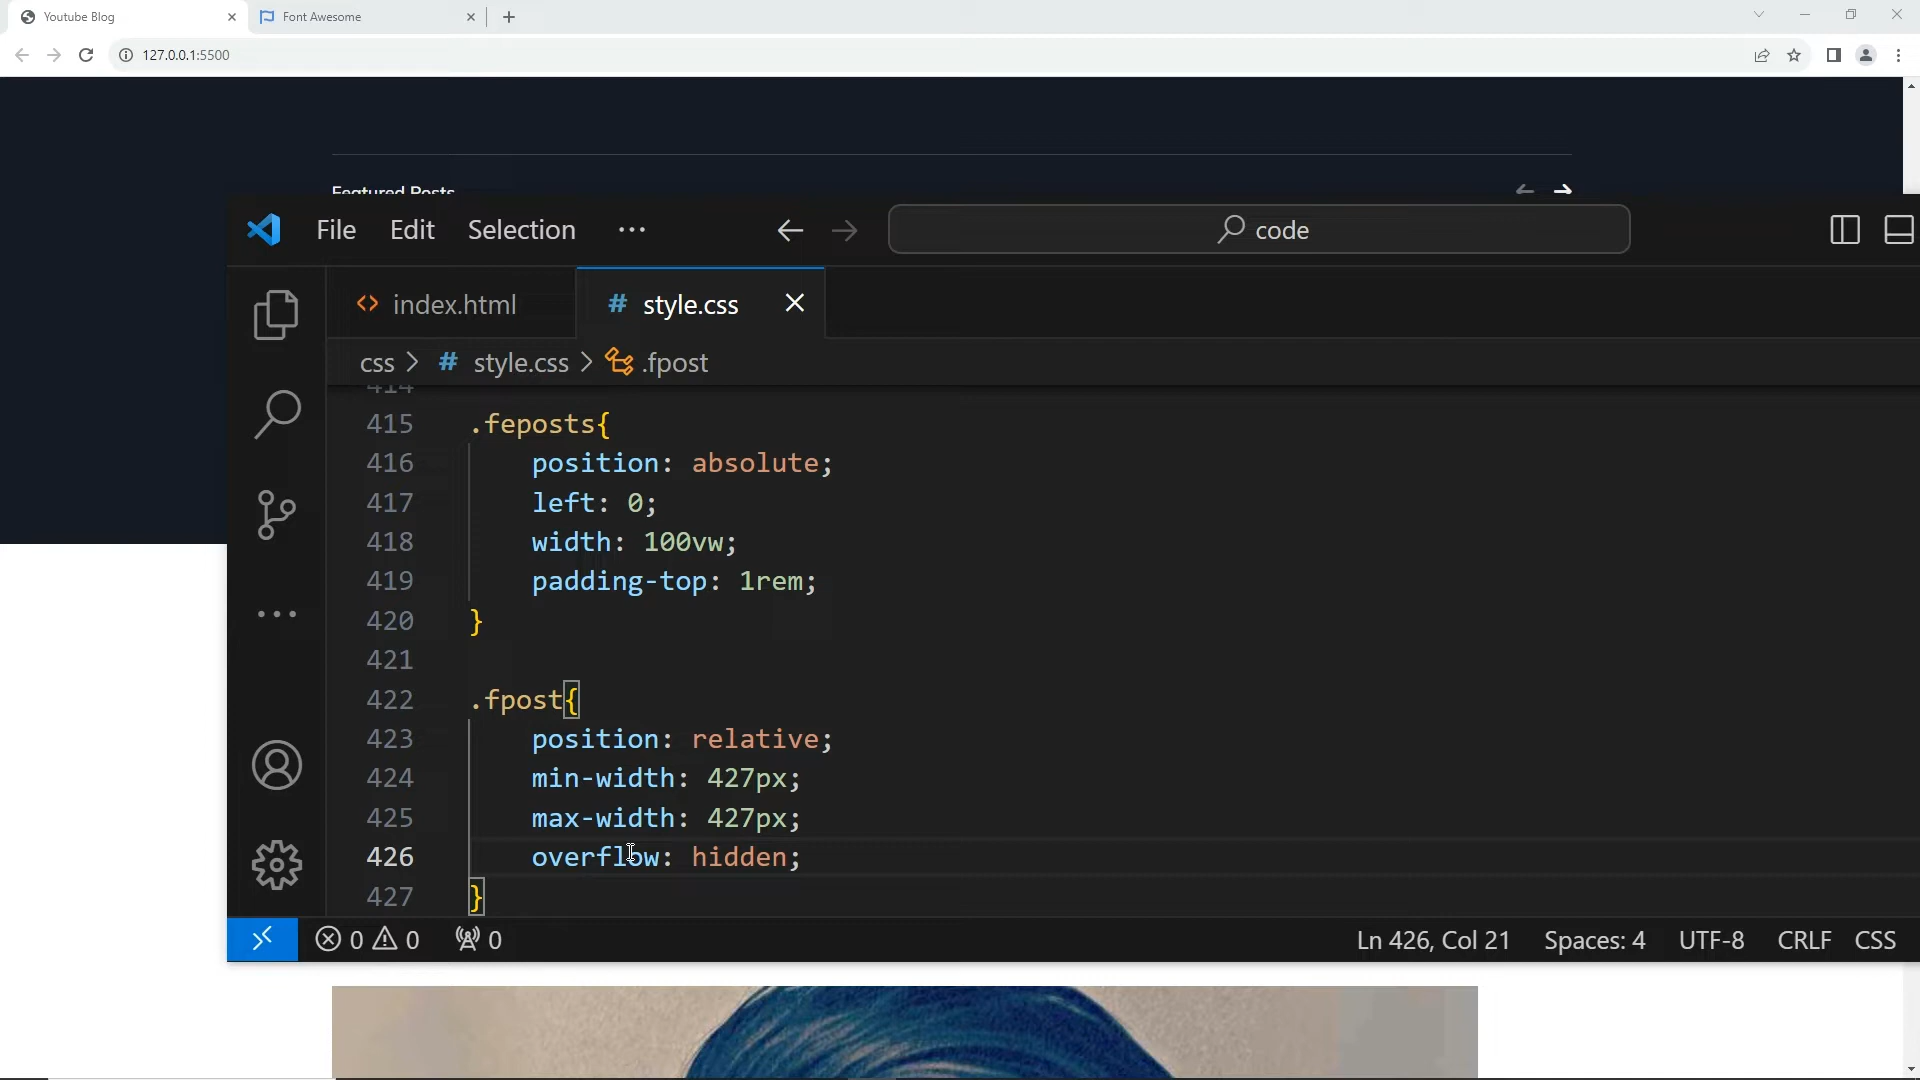 Youtube Blog
Font Awesome
127.0.0.1:5500
Featured Posts
File Edit Selection ··· code
index.html
# style.css
css > # style.css > .fpost
414
415 .feposts{
416 position: absolute;
417 left: 0;
418 width: 100vw;
419 padding-top: 1rem;
420 }
421
422 .fpost{
423 position: relative;
424 min-width: 427px;
425 max-width: 427px;
426 overflow: hidden;
427 }
0 0 0 Ln 426, Col 21 Spaces: 4 UTF-8 CRLF CSS